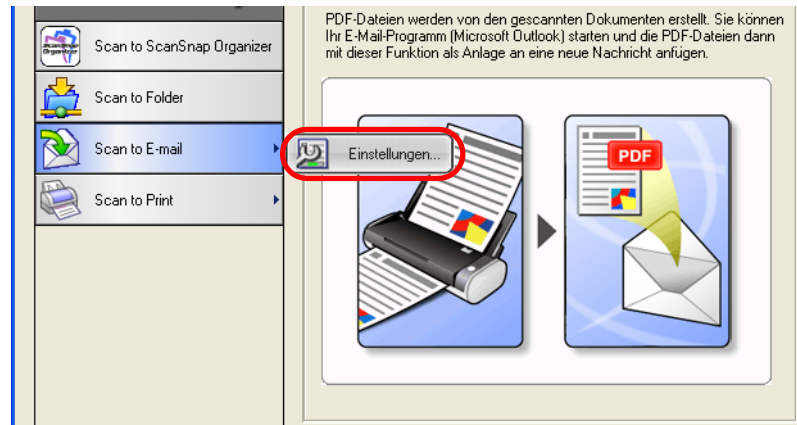 PDF-Dateien werden von den gescannten Dokumenten erstellt. Sie können
Ihr E-Mail-Programm (Microsoft Outlook) starten und die PDF-Dateien dann
mit dieser Funktion als Anlage an eine neue Nachricht anfügen.
ScanSnap
Organizer
Scan to ScanSnap Organizer
Scan to Folder
Scan to E-mail
Einstellungen...
Scan to Print
PDF